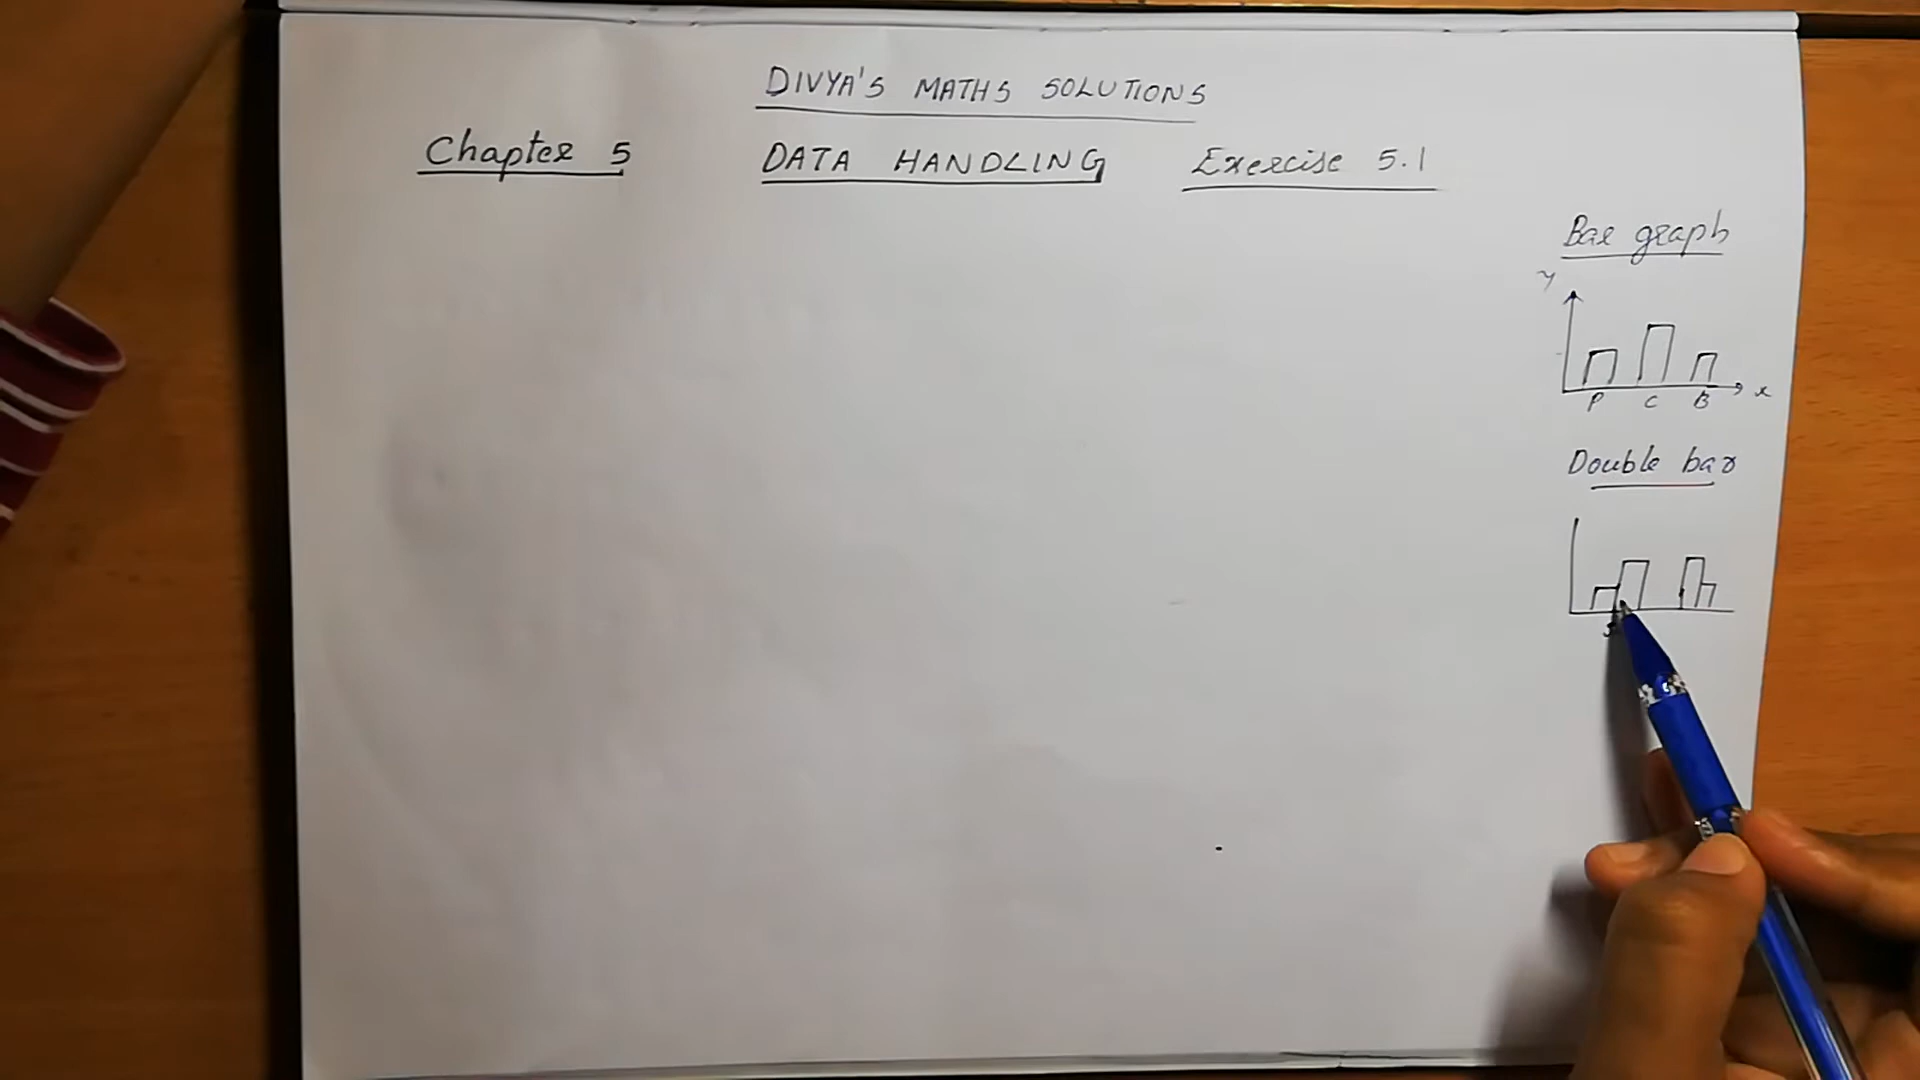 DIVYA'S MATHS SOLUTIONS
Chapter 5 DATA HANDLING Exercise 5.1
Bar graph
y
x
P C B
Double bar